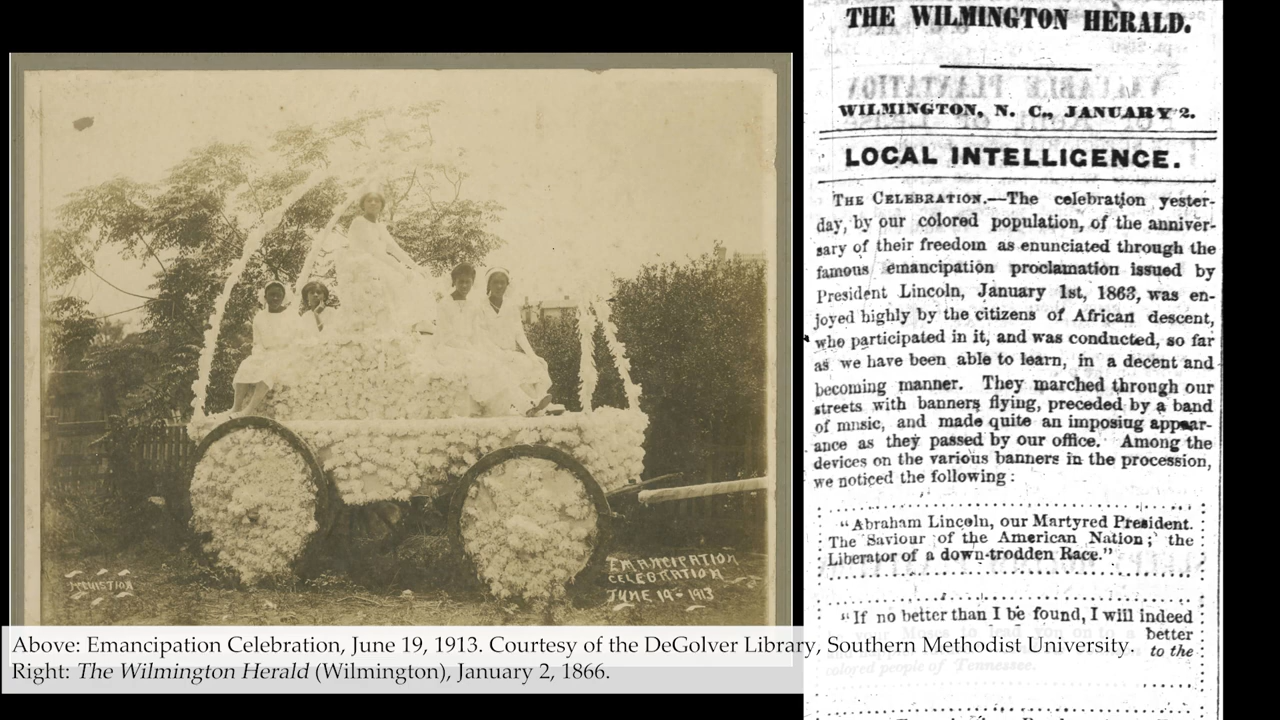 McQUISTION
EMANCIPATION
CELEBRATION
JUNE 19 - 1913
Above: Emancipation Celebration, June 19, 1913. Courtesy of the DeGolver Library, Southern Methodist University.
Right: The Wilmington Herald (Wilmington), January 2, 1866.
THE WILMINGTON HERALD.
WILMINGTON, N. C., JANUARY 2.
LOCAL INTELLIGENCE.
THE CELEBRATION.—The celebration yester-
day, by our colored population, of the anniver-
sary of their freedom as enunciated through the
famous emancipation proclamation issued by
President Lincoln, January 1st, 1863, was en-
joyed highly by the citizens of African descent,
who participated in it, and was conducted, so far
as we have been able to learn, in a decent and
becoming manner. They marched through our
streets with banners flying, preceded by a band
of music, and made quite an imposing appear-
ance as they passed by our office. Among the
devices on the various banners in the procession,
we noticed the following:
"Abraham Lincoln, our Martyred President.
The Saviour of the American Nation; the
Liberator of a down-trodden Race."
"If no better than I be found, I will indeed
better
to the
colored people of Tennessee.